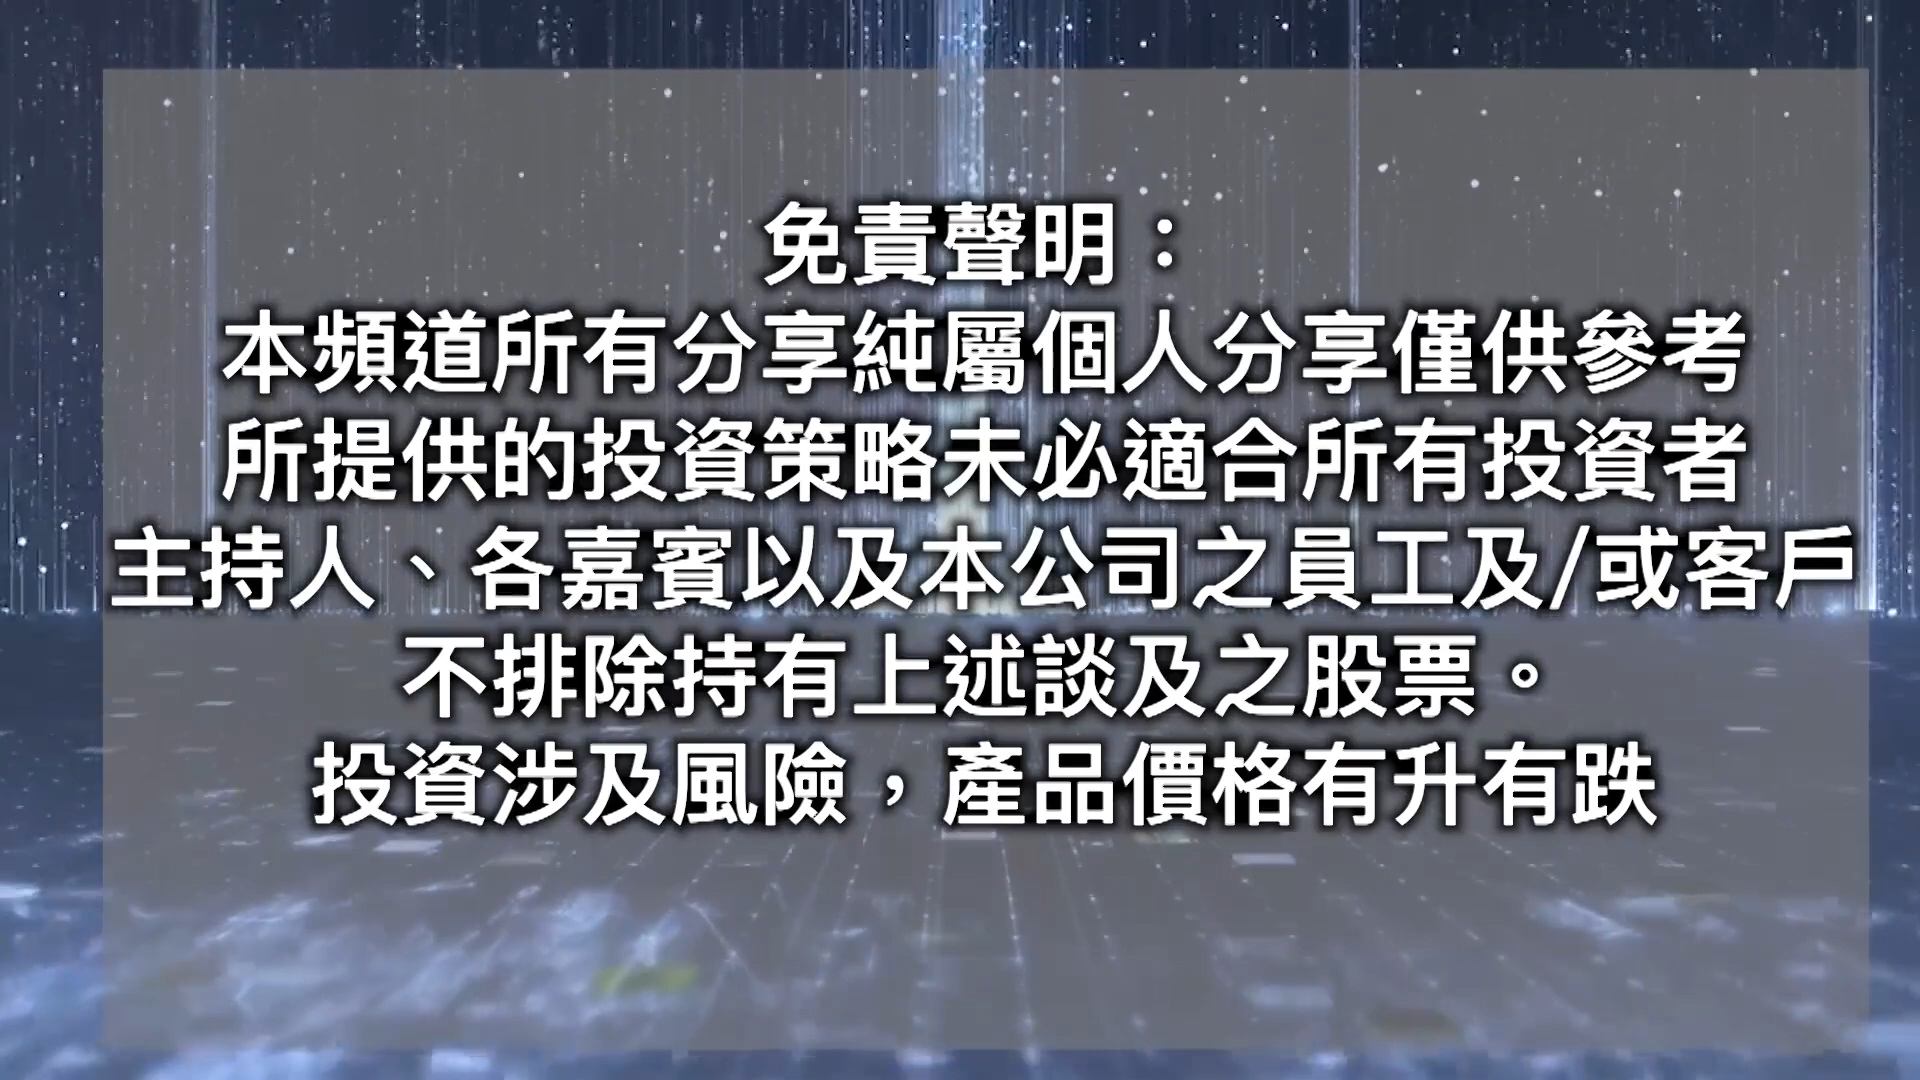 免責聲明：
本頻道所有分享純屬個人分享僅供參考
所提供的投資策略未必適合所有投資者
主持人、各嘉賓以及本公司之員工及/或客戶
不排除持有上述談及之股票。
投資涉及風險，產品價格有升有跌